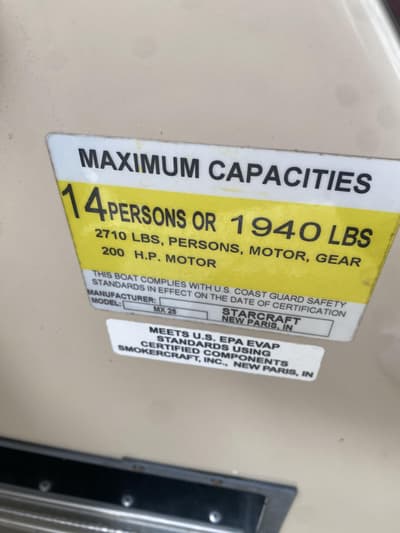 MAXIMUM CAPACITIES
14 PERSONS OR 1940 LBS
2710 LBS, PERSONS, MOTOR, GEAR
200 H.P. MOTOR
THIS BOAT COMPLIES WITH U.S. COAST GUARD SAFETY
STANDARDS IN EFFECT ON THE DATE OF CERTIFICATION
MANUFACTURER: STARCRAFT
MODEL: MX 25 NEW PARIS, IN
MEETS U.S. EPA EVAP
STANDARDS USING
CERTIFIED COMPONENTS
SMOKERCRAFT, INC., NEW PARIS, IN